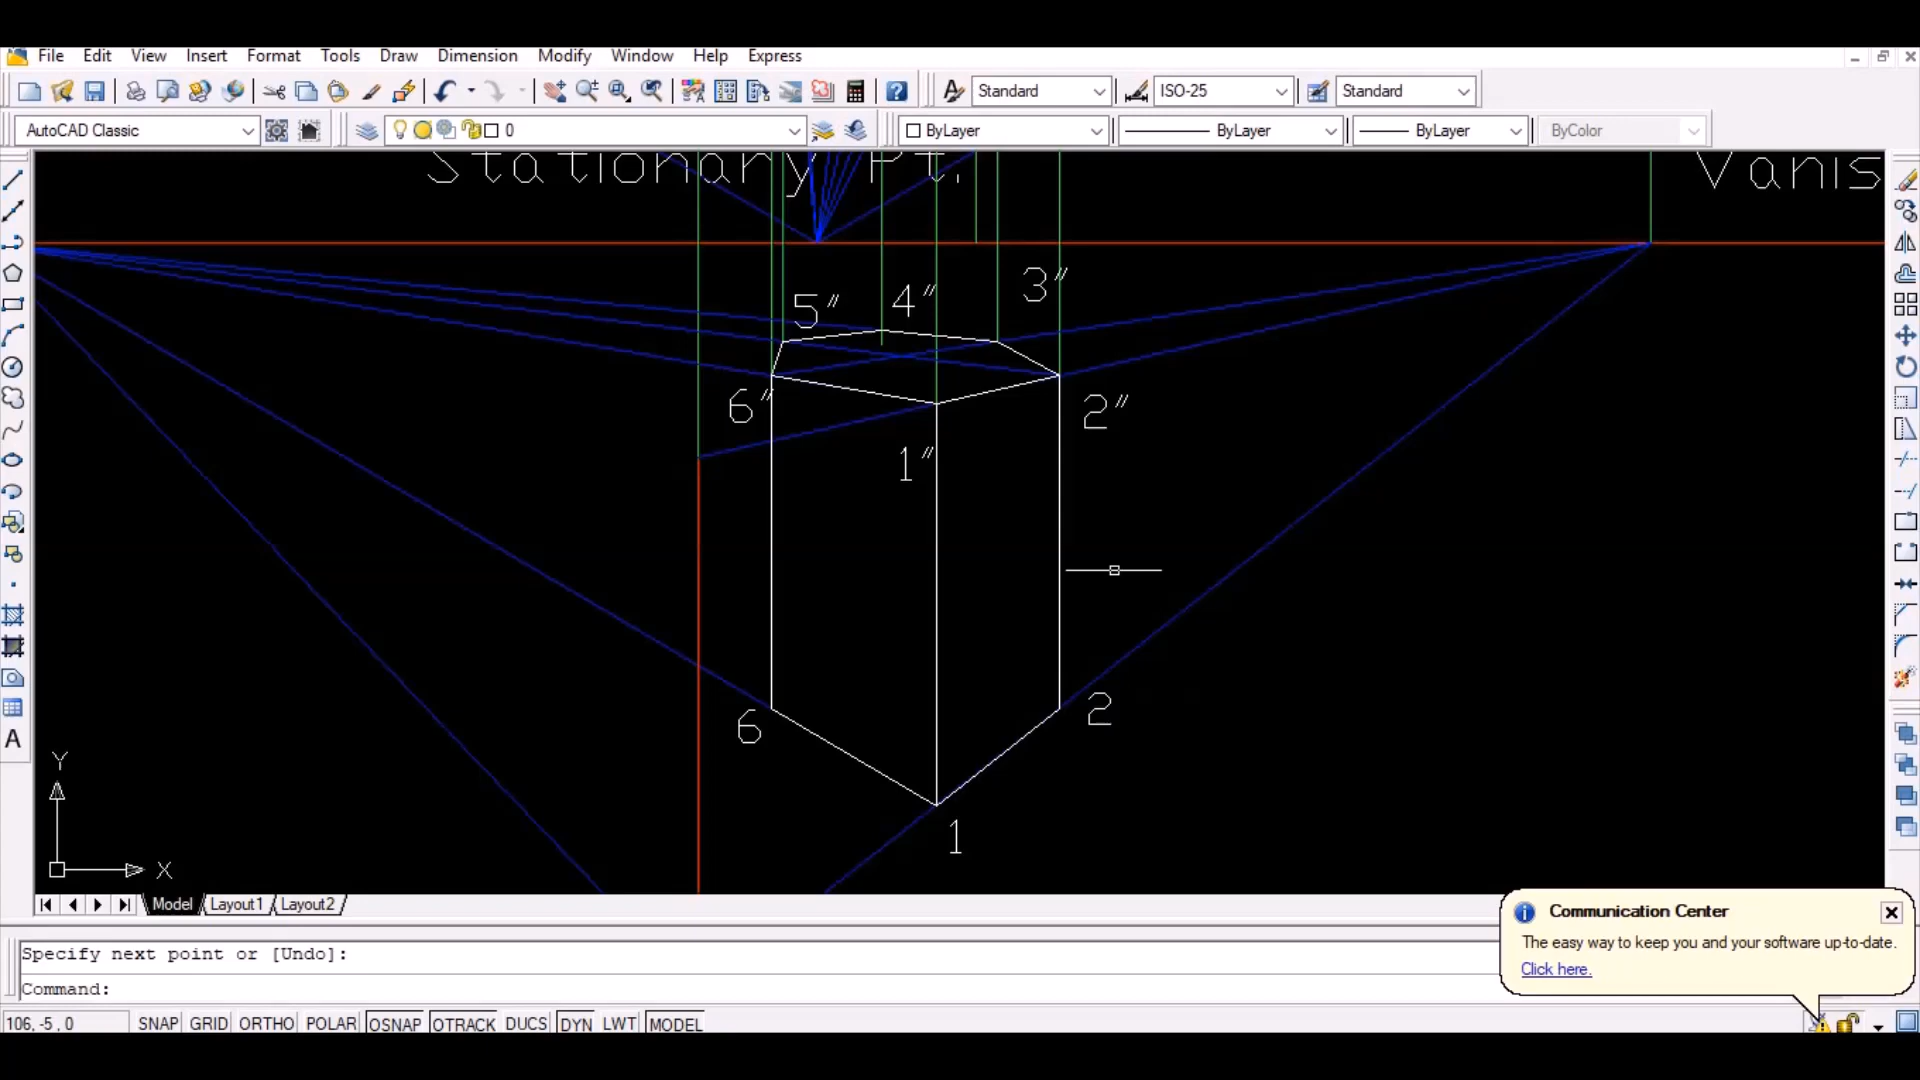 File Edit View Insert Format Tools Draw Dimension Modify Window Help Express
Standard ISO-25 Standard
AutoCAD Classic 0 ByLayer ByLayer ByLayer ByColor
Stationary Pt. Vanis
5″ 4″ 3″
6″ 2″
1″
6 2
1
Y
X
A
Model Layout1 Layout2
Communication Center
The easy way to keep you and your software up-to-date.
Click here.
Specify next point or [Undo]:
Command:
106, -5 , 0 SNAP GRID ORTHO POLAR OSNAP OTRACK DUCS DYN LWT MODEL